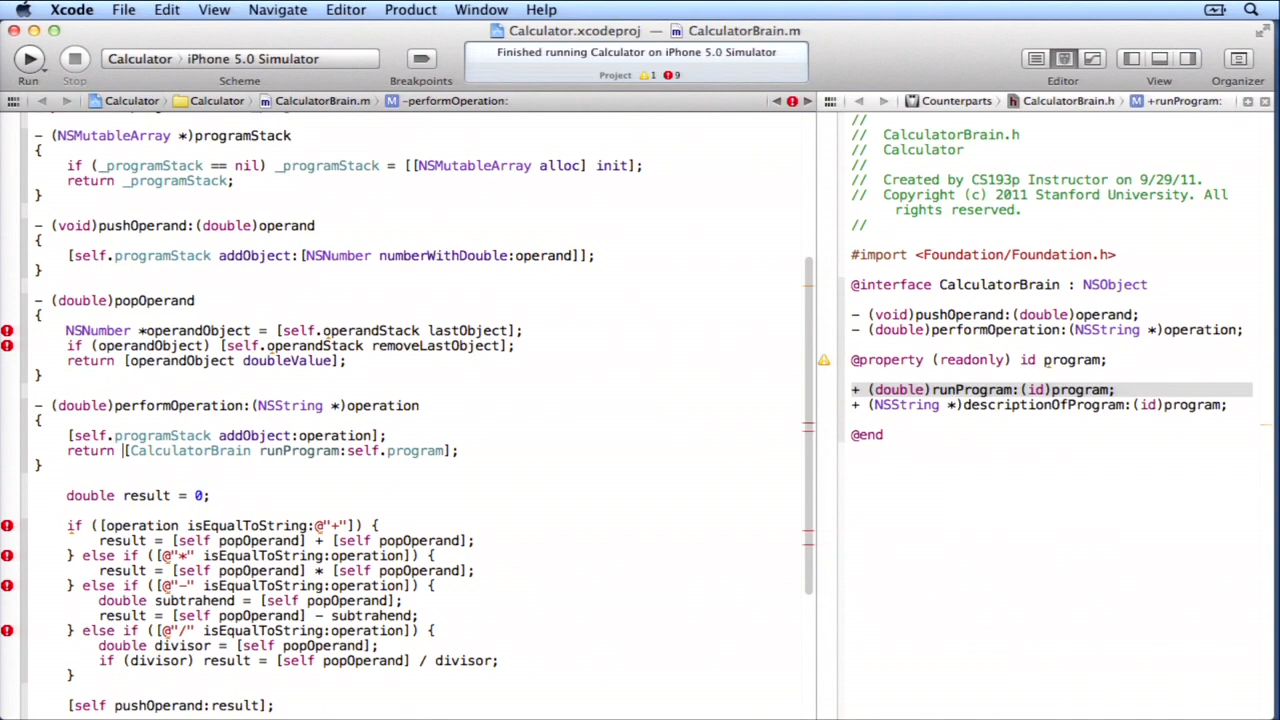 Xcode File Edit View Navigate Editor Product Window Help
Calculator.xcodeproj — m CalculatorBrain.m
Calculator › iPhone 5.0 Simulator
Finished running Calculator on iPhone 5.0 Simulator
Project 1 9
Run Stop Scheme Breakpoints Editor View Organizer
Calculator › Calculator › m CalculatorBrain.m › M -performOperation:
Counterparts › h CalculatorBrain.h › M +runProgram:
- (NSMutableArray *)programStack
{
if (_programStack == nil) _programStack = [[NSMutableArray alloc] init];
return _programStack;
}
- (void)pushOperand:(double)operand
{
[self.programStack addObject:[NSNumber numberWithDouble:operand]];
}
- (double)popOperand
{
NSNumber *operandObject = [self.operandStack lastObject];
if (operandObject) [self.operandStack removeLastObject];
return [operandObject doubleValue];
}
- (double)performOperation:(NSString *)operation
{
[self.programStack addObject:operation];
return [CalculatorBrain runProgram:self.program];
}
double result = 0;
if ([operation isEqualToString:@"+"]) {
result = [self popOperand] + [self popOperand];
} else if ([@"*" isEqualToString:operation]) {
result = [self popOperand] * [self popOperand];
} else if ([@"-" isEqualToString:operation]) {
double subtrahend = [self popOperand];
result = [self popOperand] - subtrahend;
} else if ([@"/" isEqualToString:operation]) {
double divisor = [self popOperand];
if (divisor) result = [self popOperand] / divisor;
}
[self pushOperand:result];
//
// CalculatorBrain.h
// Calculator
//
// Created by CS193p Instructor on 9/29/11.
// Copyright (c) 2011 Stanford University. All
rights reserved.
//
#import <Foundation/Foundation.h>
@interface CalculatorBrain : NSObject
- (void)pushOperand:(double)operand;
- (double)performOperation:(NSString *)operation;
@property (readonly) id program;
+ (double)runProgram:(id)program;
+ (NSString *)descriptionOfProgram:(id)program;
@end